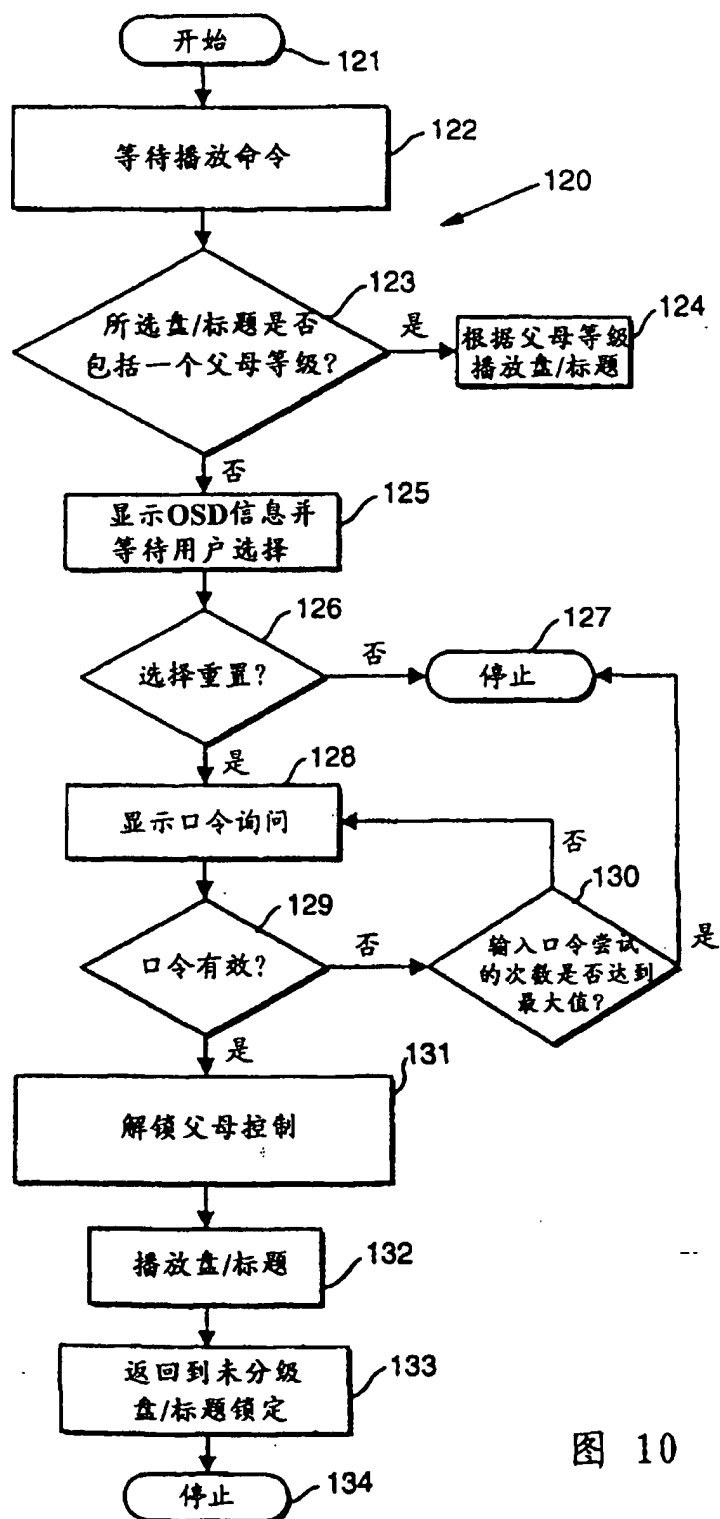 开始
121
等待播放命令
122
120
所选盘/标题是否
包括一个父母等级?
123
是
根据父母等级
播放盘/标题
124
否
显示OSD信息并
等待用户选择
125
选择重置?
126
否
停止
127
是
显示口令询问
128
否
口令有效?
129
否
输入口令尝试
的次数是否达到
最大值?
130
是
是
解锁父母控制
131
播放盘/标题
132
返回到未分级
盘/标题锁定
133
停止
134
图 10